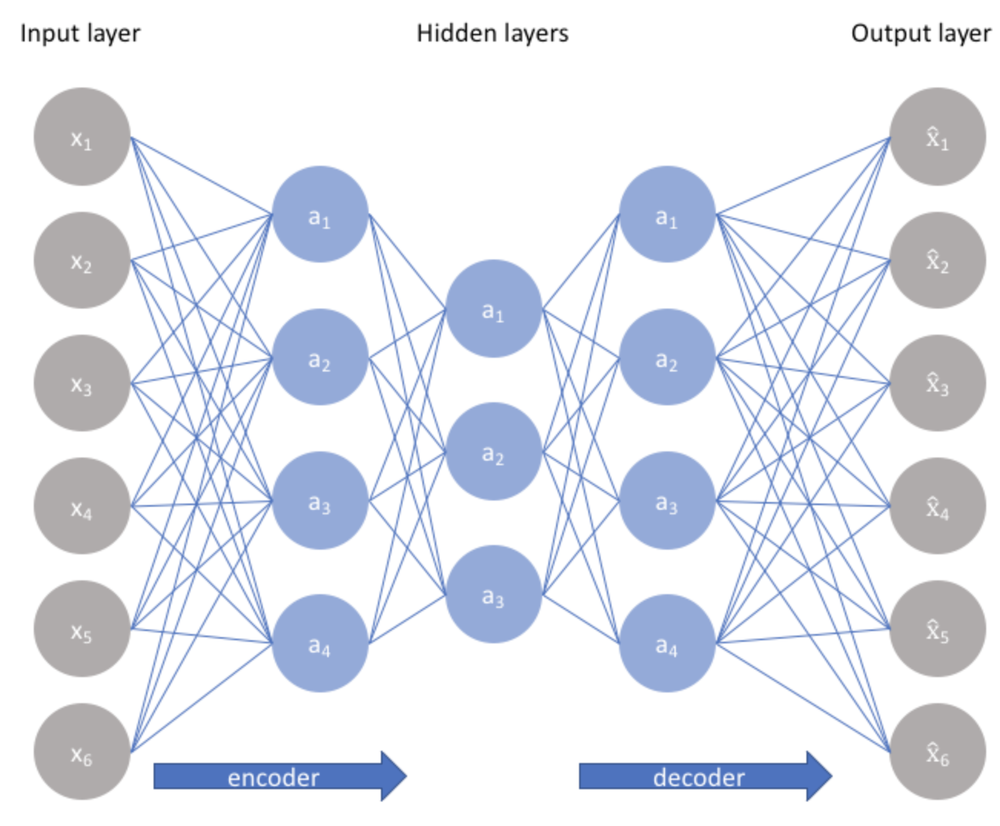 Input layer
Hidden layers
Output layer
x₁
x₂
x₃
x₄
x₅
x₆
a₁
a₂
a₃
a₄
a₁
a₂
a₃
a₁
a₂
a₃
a₄
x̂₁
x̂₂
x̂₃
x̂₄
x̂₅
x̂₆
encoder
decoder